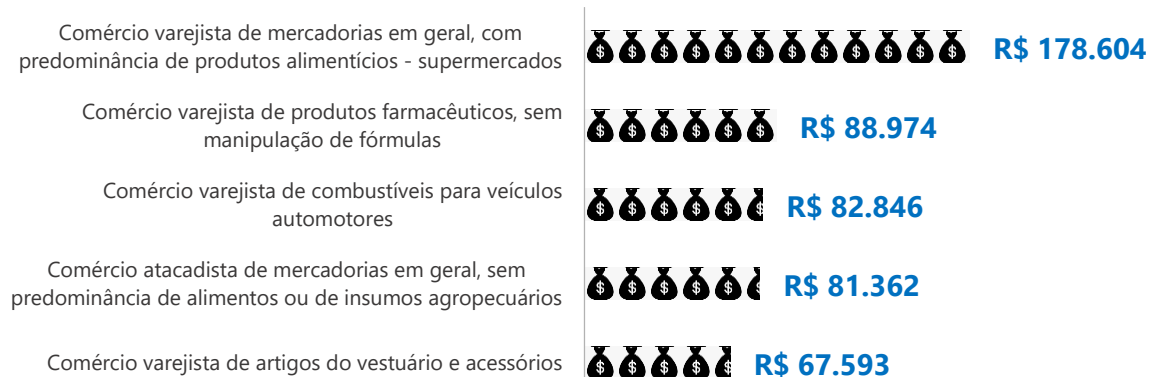 Comércio varejista de mercadorias em geral, com
predominância de produtos alimentícios - supermercados
R$ 178.604
Comércio varejista de produtos farmacêuticos, sem
manipulação de fórmulas
R$ 88.974
Comércio varejista de combustíveis para veículos
automotores
R$ 82.846
Comércio atacadista de mercadorias em geral, sem
predominância de alimentos ou de insumos agropecuários
R$ 81.362
Comércio varejista de artigos do vestuário e acessórios
R$ 67.593